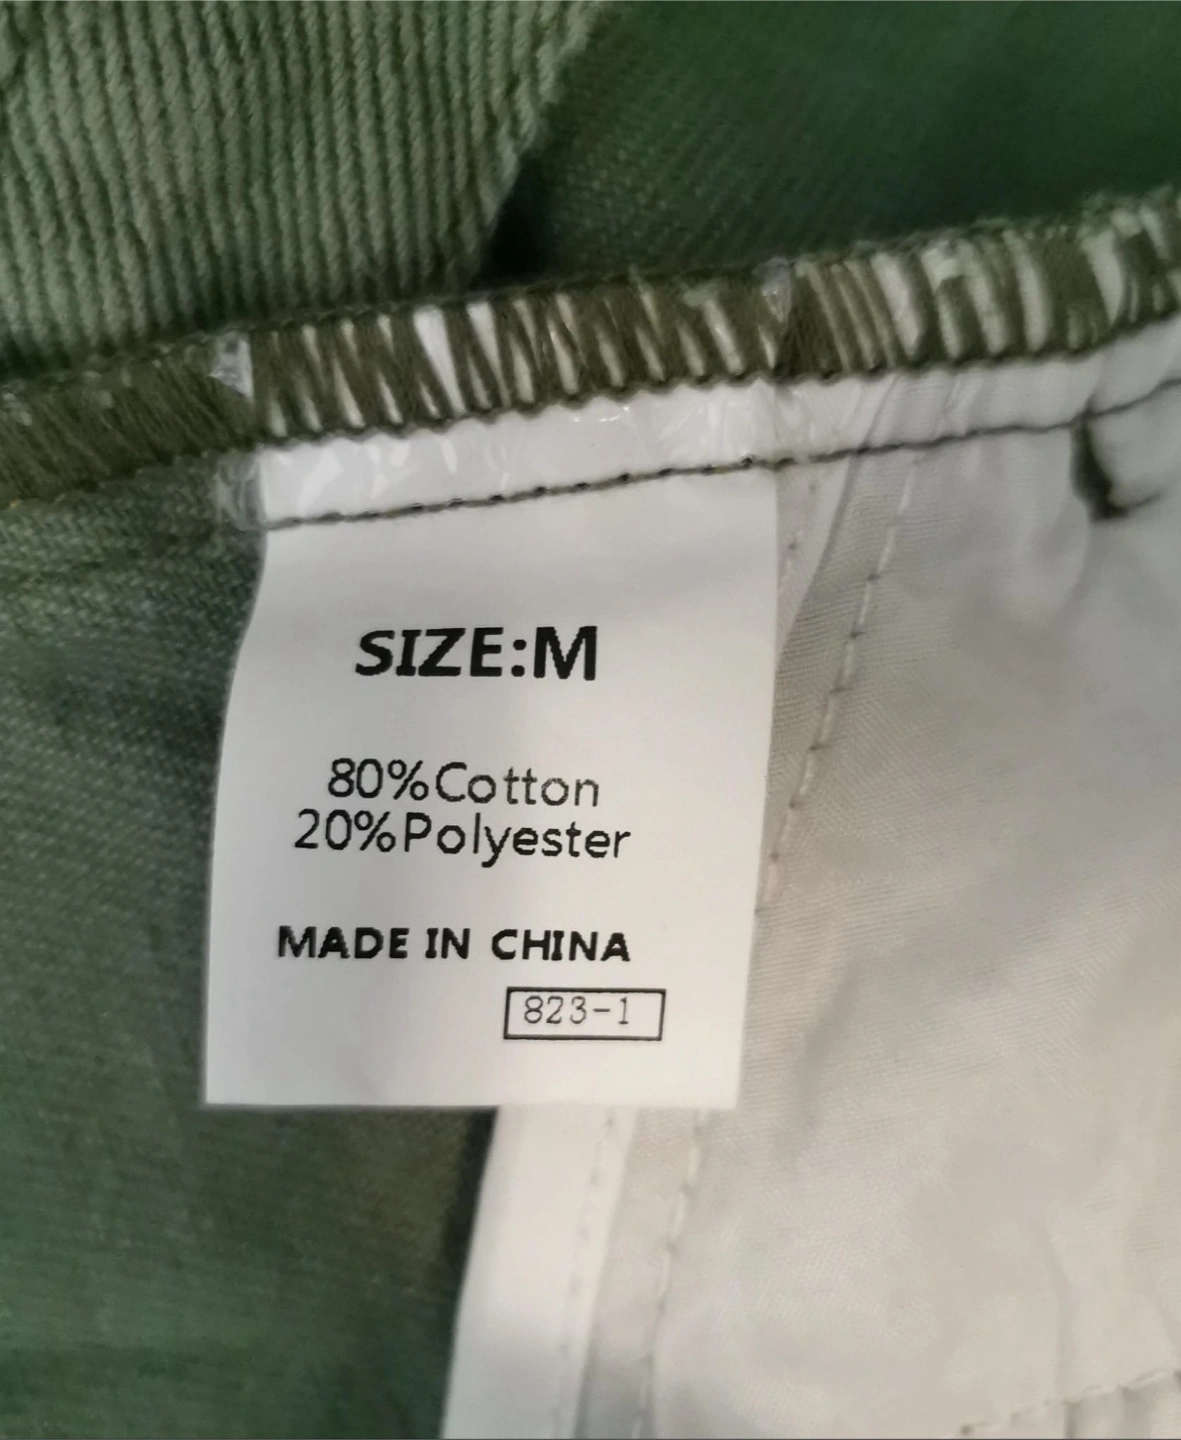 SIZE:M
80%Cotton
20%Polyester
MADE IN CHINA
823-1